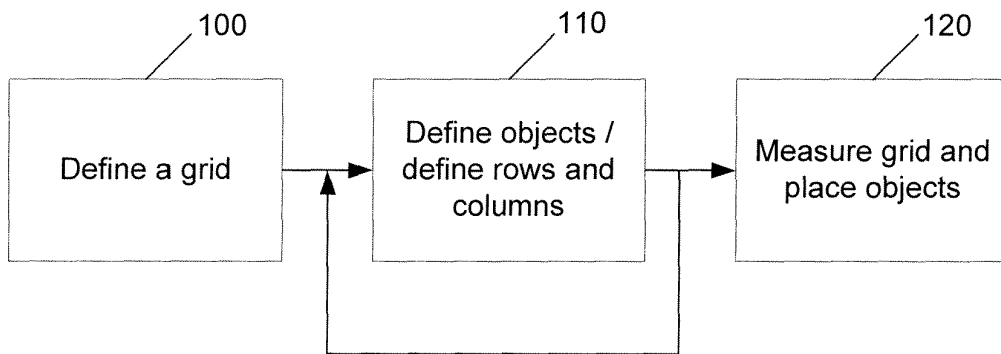 100
110
120
Define a grid
Define objects /
define rows and
columns
Measure grid and
place objects